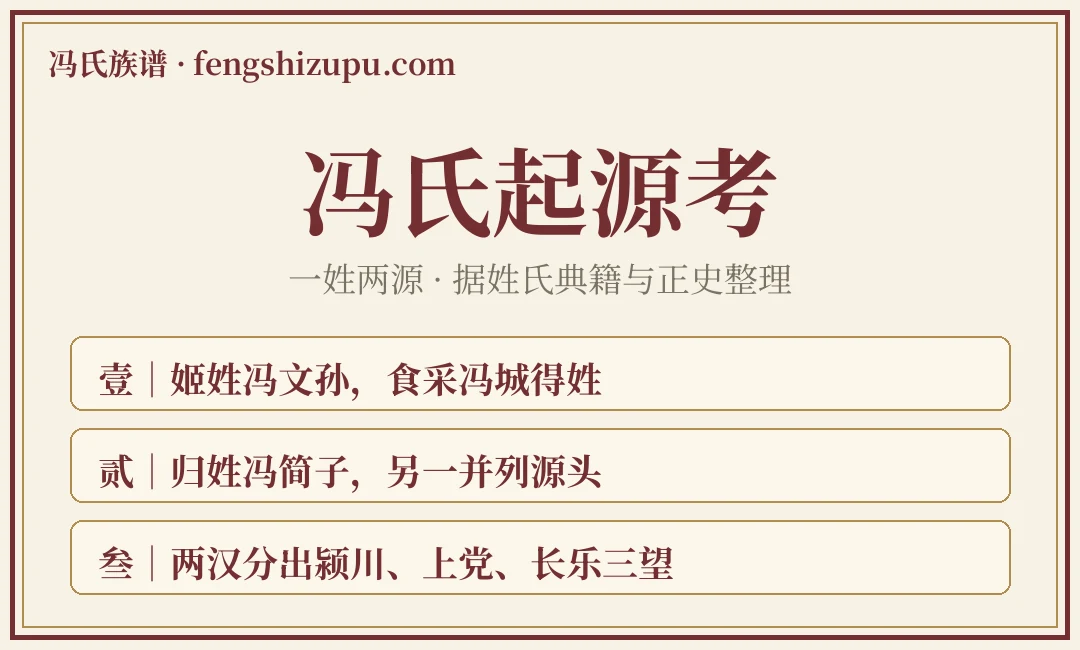 冯氏族谱 · fengshizupu.com
冯氏起源考
一姓两源 · 据姓氏典籍与正史整理
壹｜姬姓冯文孙，食采冯城得姓
贰｜归姓冯简子，另一并列源头
叁｜两汉分出颍川、上党、长乐三望